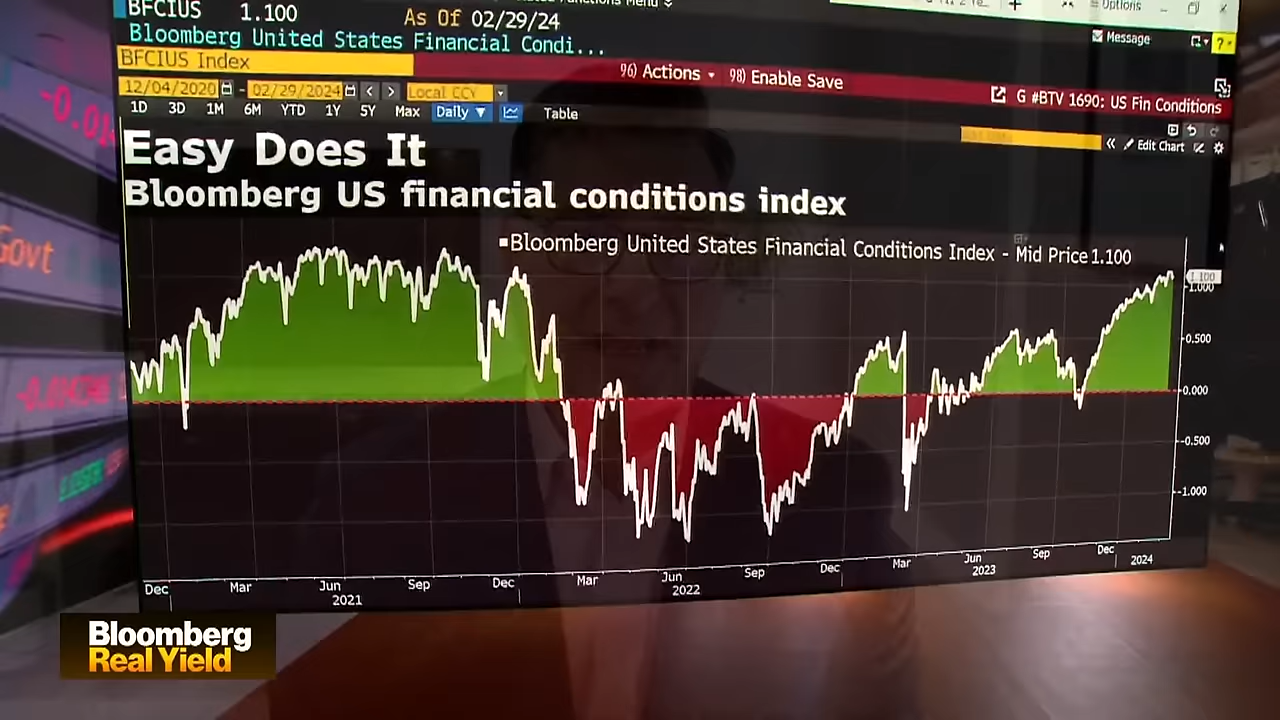 BFCIUS 1.100 As Of 02/29/24
Bloomberg United States Financial Condi...
Options
Message
?
BFCIUS Index
96) Actions 98) Enable Save
G #BTV 1690: US Fin Conditions
12/04/2020 - 02/29/2024 < > Local CCY
1D 3D 1M 6M YTD 1Y 5Y Max Daily ▼ Table
« Edit Chart
Easy Does It
Bloomberg US financial conditions index
Bloomberg United States Financial Conditions Index - Mid Price 1.100
1.100
1.000
0.500
0.000
-0.500
-1.000
Dec Mar Jun Sep Dec Mar Jun Sep Dec Mar Jun Sep Dec
2021 2022 2023 2024
Govt
Bloomberg
Real Yield